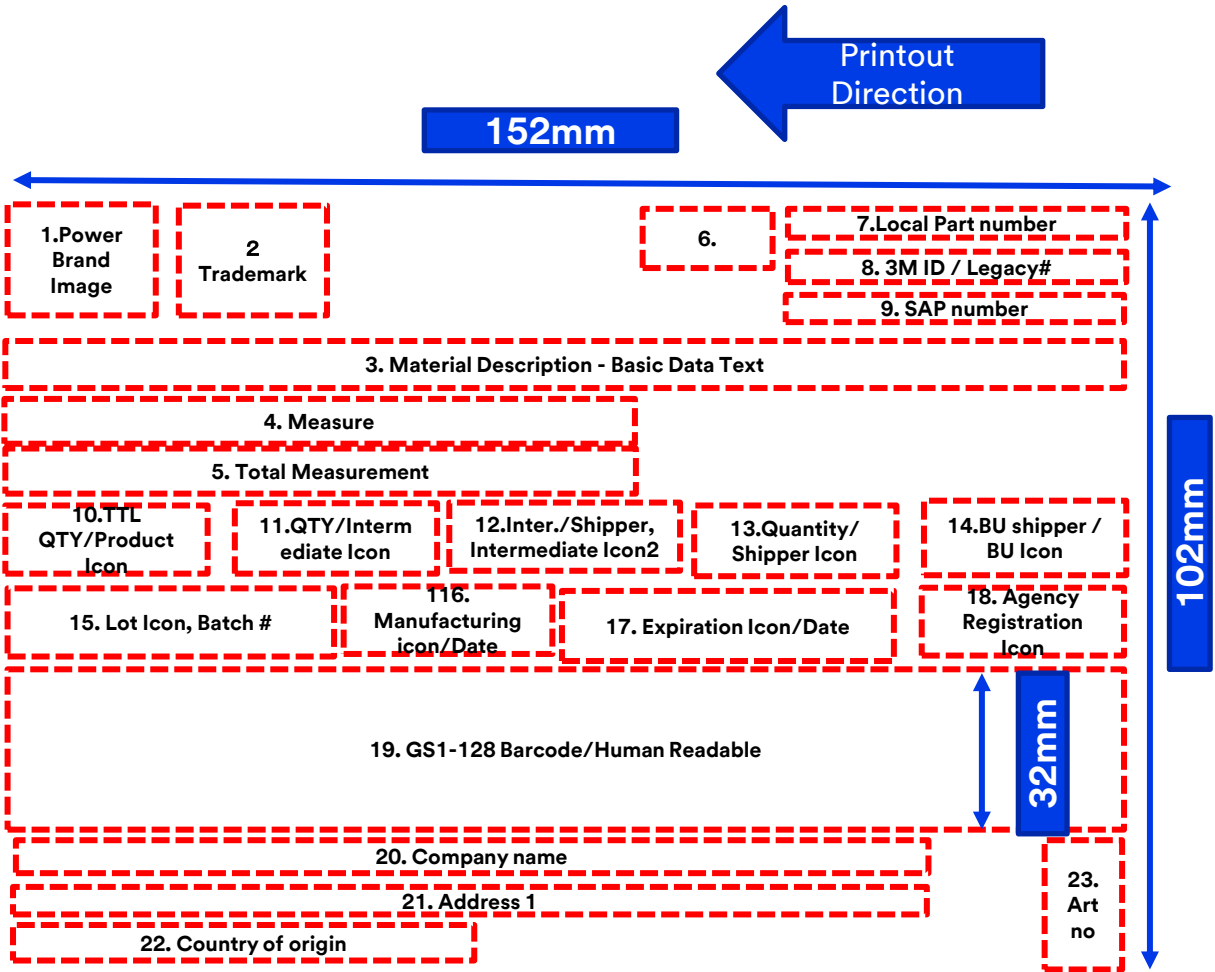 Printout
Direction
152mm
1.Power
Brand
Image
2
Trademark
6.
7.Local Part number
8. 3M ID / Legacy#
9. SAP number
3. Material Description - Basic Data Text
4. Measure
5. Total Measurement
10.TTL
QTY/Product
Icon
11.QTY/Interm
ediate Icon
12.Inter./Shipper,
Intermediate Icon2
13.Quantity/
Shipper Icon
14.BU shipper /
BU Icon
102mm
15. Lot Icon, Batch #
116.
Manufacturing
icon/Date
17. Expiration Icon/Date
18. Agency
Registration
Icon
19. GS1-128 Barcode/Human Readable
32mm
20. Company name
21. Address 1
22. Country of origin
23.
Art
no